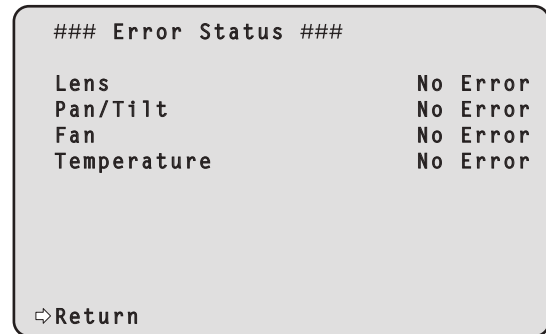 ### Error Status ###
Lens No Error
Pan/Tilt No Error
Fan No Error
Temperature No Error
⇨Return